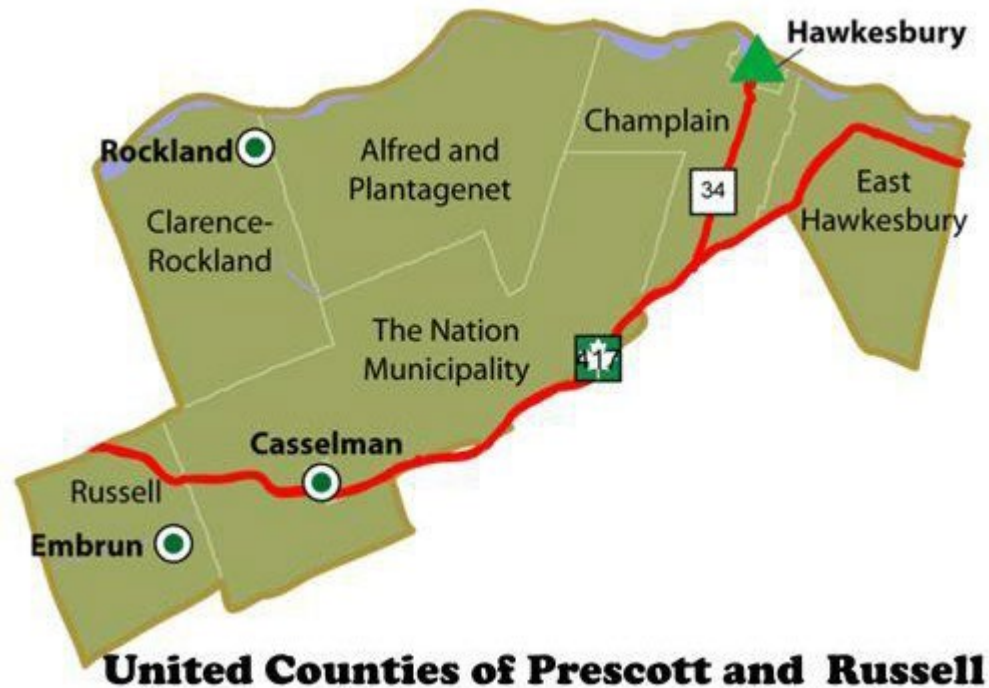 Hawkesbury
Champlain
Rockland
Alfred and
Plantagenet
34
East
Hawkesbury
Clarence-
Rockland
The Nation
Municipality
417
Casselman
Russell
Embrun
United Counties of Prescott and Russell